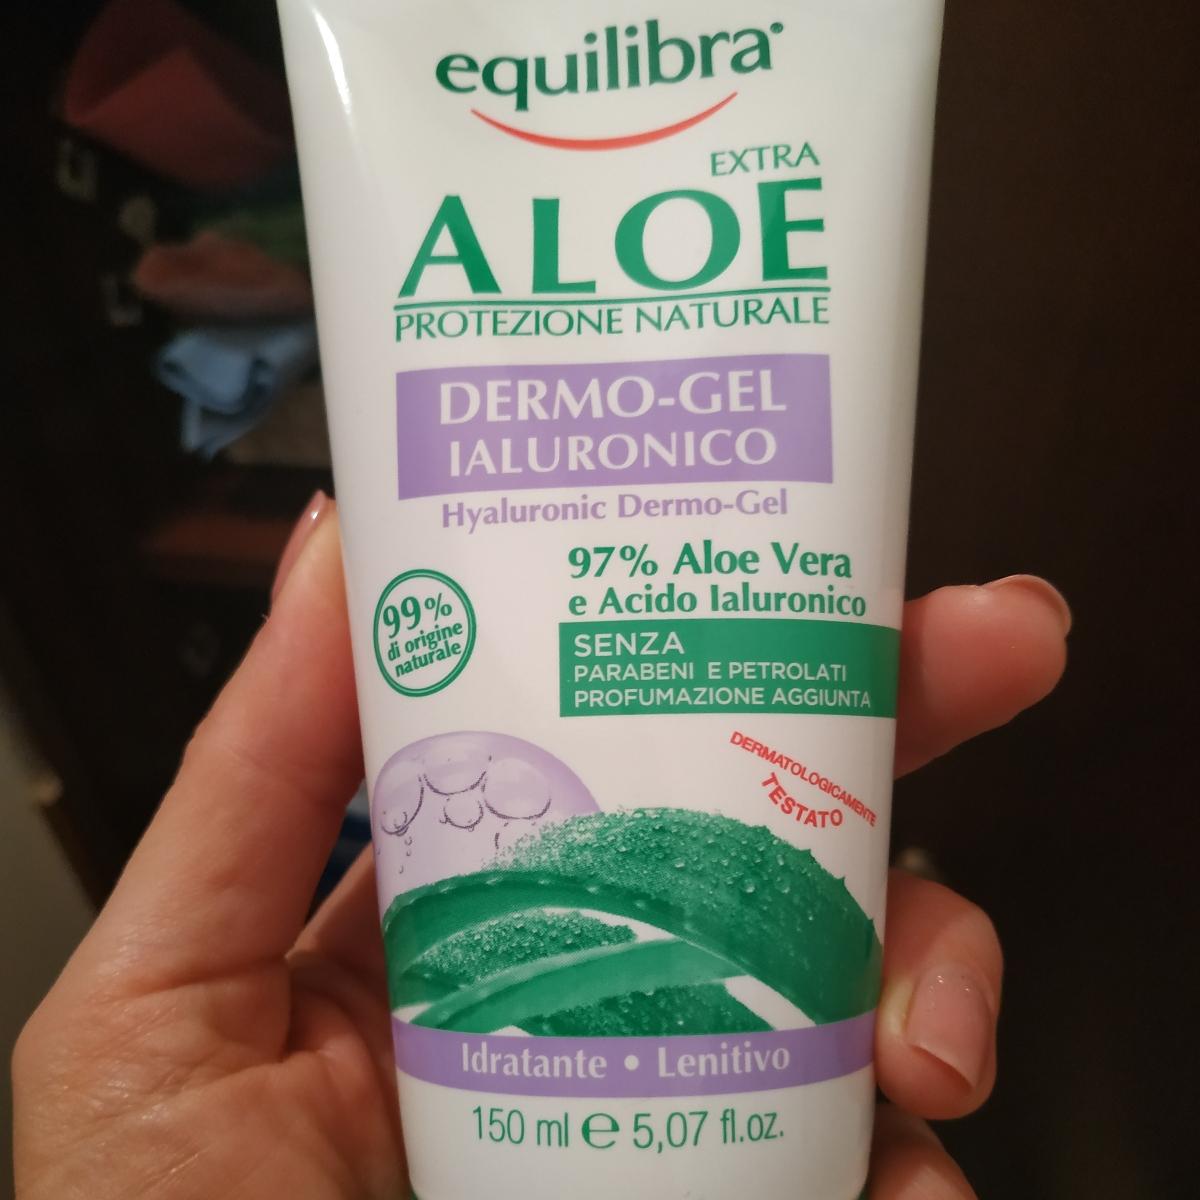 equilibra
EXTRA
ALOE
PROTEZIONE NATURALE
DERMO-GEL
IALURONICO
Hyaluronic Dermo-Gel
97% Aloe Vera
e Acido Ialuronico
99%
di origine
naturale
SENZA
PARABENI E PETROLATI
PROFUMAZIONE AGGIUNTA
DERMATOLOGICAMENTE
TESTATO
Idratante • Lenitivo
150 ml ℮ 5,07 fl.oz.